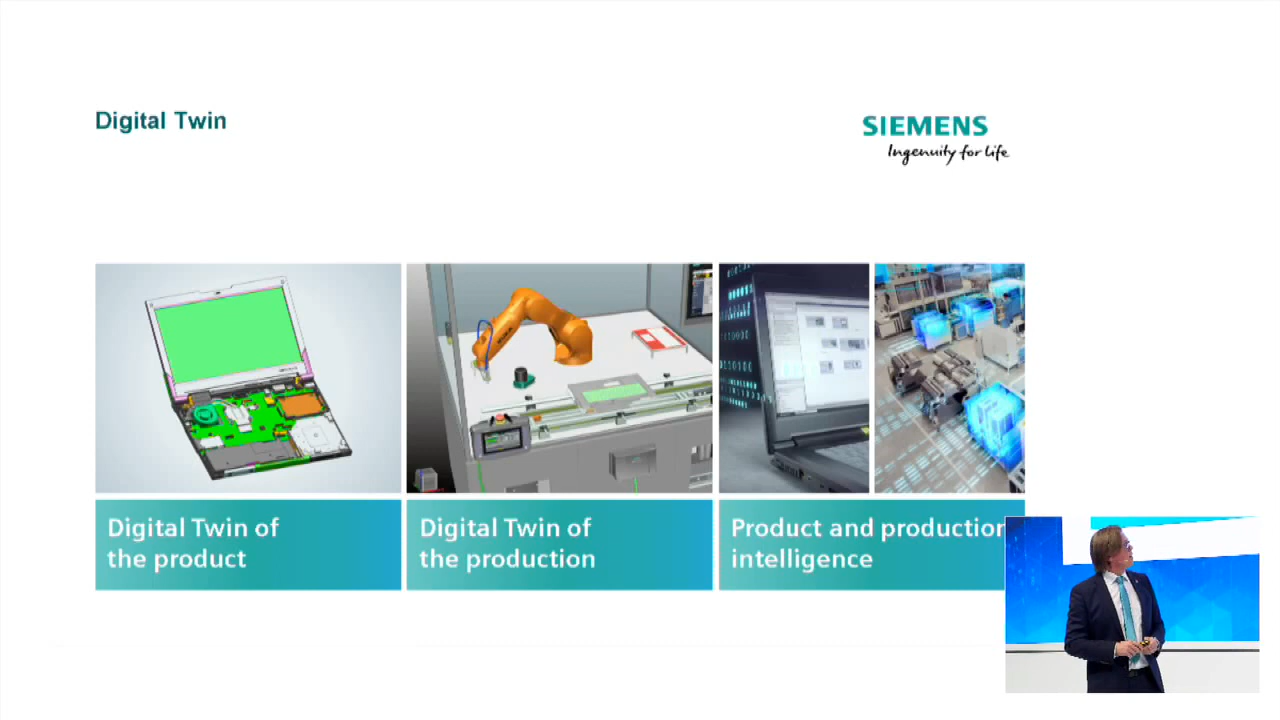 Digital Twin
SIEMENS
Ingenuity for life
Digital Twin of
the product
Digital Twin of
the production
Product and production
intelligence